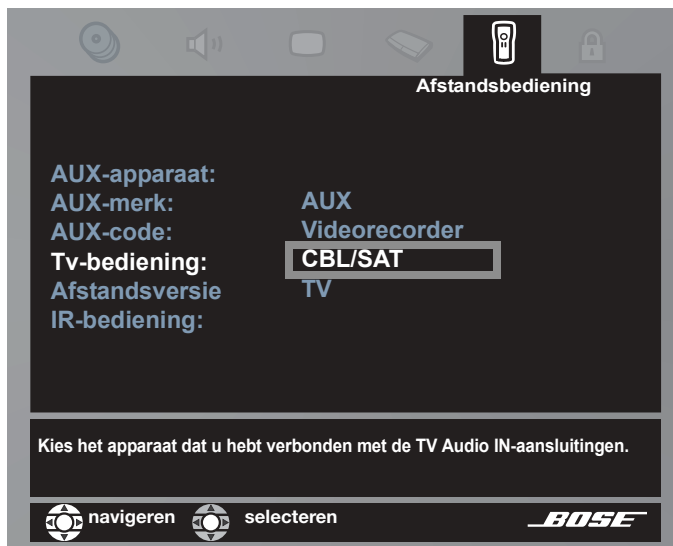 Afstandsbediening
AUX-apparaat:
AUX-merk: AUX
AUX-code: Videorecorder
Tv-bediening: CBL/SAT
Afstandsversie TV
IR-bediening:
Kies het apparaat dat u hebt verbonden met de TV Audio IN-aansluitingen.
navigeren selecteren BOSE